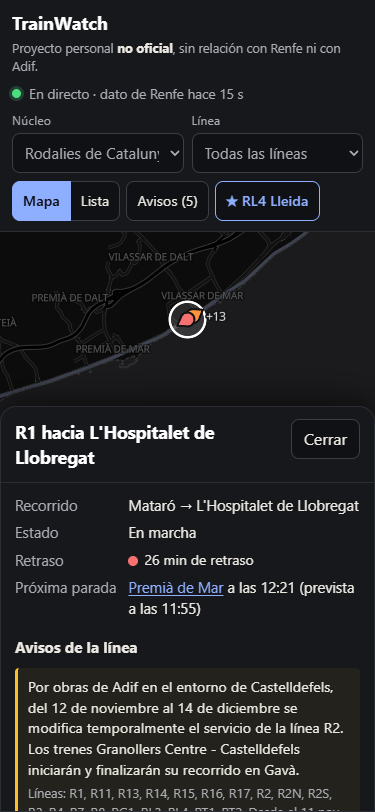 TrainWatch
Proyecto personal no oficial, sin relación con Renfe ni con
Adif.
En directo · dato de Renfe hace 15 s
Núcleo
Línea
Rodalies de Cataluny
Todas las líneas
Mapa
Lista
Avisos (5)
★ RL4 Lleida
VILASSAR DE DALT
PREMIÀ DE DALT
VILASSAR DE MAR
+13
EIÀ
PREMIÀ DE MAR
R1 hacia L'Hospitalet de
Llobregat
Cerrar
Recorrido Mataró → L'Hospitalet de Llobregat
Estado En marcha
Retraso 26 min de retraso
Próxima parada Premià de Mar a las 12:21 (prevista
a las 11:55)
Avisos de la línea
Por obras de Adif en el entorno de Castelldefels,
del 12 de noviembre al 14 de diciembre se
modifica temporalmente el servicio de la línea R2.
Los trenes Granollers Centre - Castelldefels
iniciarán y finalizarán su recorrido en Gavà.
Líneas: R1, R11, R13, R14, R15, R16, R17, R2, R2N, R2S,